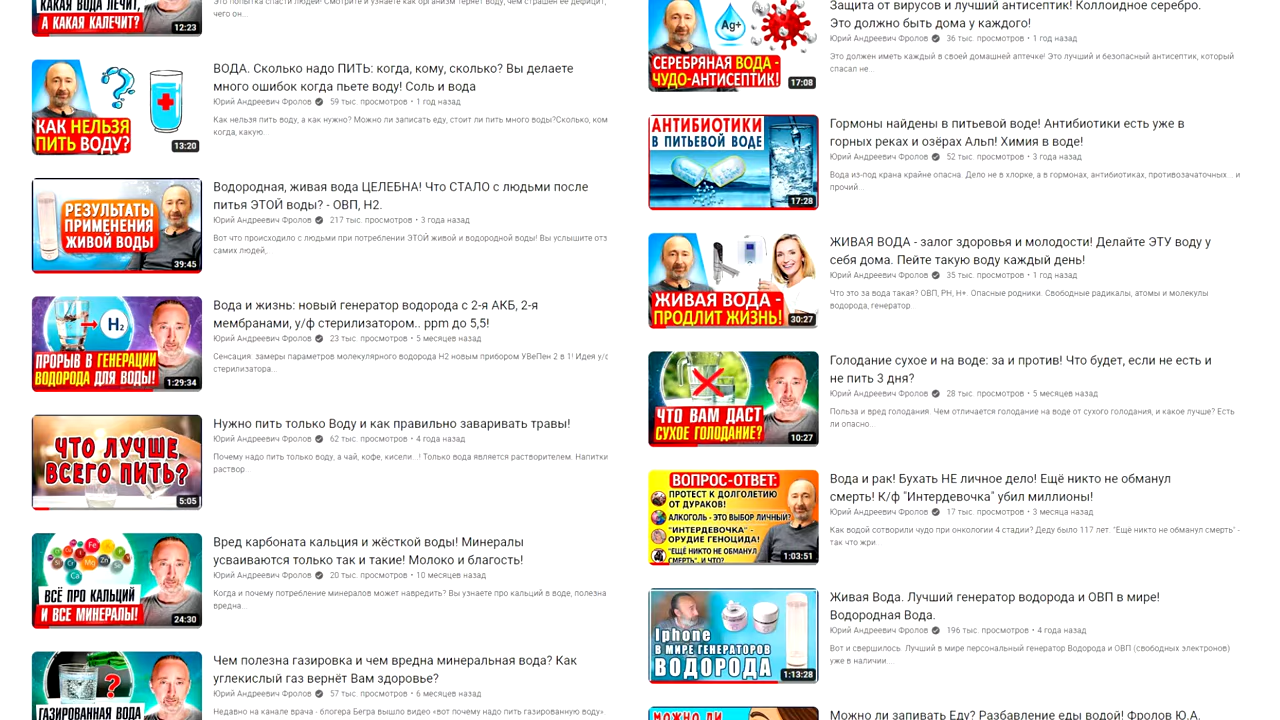 КАКАЯ ВОДА ЛЕЧИТ,
А КАКАЯ КАЛЕЧИТ?
12:23
Это попытка спасти людей! Смотрите и узнаете как организм теряет воду, чем страшен ее дефицит,
чего он...
КАК НЕЛЬЗЯ
ПИТЬ ВОДУ?
13:20
ВОДА. Сколько надо ПИТЬ: когда, кому, сколько? Вы делаете
много ошибок когда пьете воду! Соль и вода
Юрий Андреевич Фролов 59 тыс. просмотров • 1 год назад
Как нельзя пить воду, а как нужно? Можно ли запивать еду, стоит ли пить много воды?Сколько, ком
когда, какую...
РЕЗУЛЬТАТЫ
ПРИМЕНЕНИЯ
ЖИВОЙ ВОДЫ
39:45
Водородная, живая вода ЦЕЛЕБНА! Что СТАЛО с людьми после
питья ЭТОЙ воды? - ОВП, Н2.
Юрий Андреевич Фролов 217 тыс. просмотров • 3 года назад
Вот что происходило с людьми при потреблении ЭТОЙ живой и водородной воды! Вы услышите отз
самих людей,
H2
ПРОРЫВ В ГЕНЕРАЦИИ
ВОДОРОДА ДЛЯ ВОДЫ!
1:29:34
Вода и жизнь: новый генератор водорода с 2-я АКБ, 2-я
мембранами, у/ф стерилизатором.. ppm до 5,5!
Юрий Андреевич Фролов 23 тыс. просмотров • 5 месяцев назад
Сенсация. замеры параметров молекулярного водорода Н2 новым прибором УВеПен 2 в 1! Идея у/с
стерилизатора...
ЧТО ЛУЧШЕ
ВСЕГО ПИТЬ?
5:05
Нужно пить только Воду и как правильно заваривать травы!
Юрий Андреевич Фролов 62 тыс. просмотров • 4 года назад
Почему надо пить только воду, а чай, кофе, кисели...! Только вода является растворителем. Напитки
раствор...
Fe
Cr
Mg
Zn
Se
Ca
ВСЁ ПРО КАЛЬЦИЙ
И ВСЕ МИНЕРАЛЫ!
24:30
Вред карбоната кальция и жёсткой воды! Минералы
усваиваются только так и такие! Молоко и благость!
Юрий Андреевич Фролов 20 тыс. просмотров • 10 месяцев назад
Когда и почему потребление минералов может навредить? Вы узнаете про кальций в воде, полезна
вредна...
?
ГАЗИРОВАННАЯ ВОДА
Чем полезна газировка и чем вредна минеральная вода? Как
углекислый газ вернёт Вам здоровье?
Юрий Андреевич Фролов 57 тыс. просмотров • 6 месяцев назад
Недавно на канале врача - блогера Бегра вышло видео «вот почему надо пить газированную воду».
Ag+
СЕРЕБРЯНАЯ ВОДА -
ЧУДО-АНТИСЕПТИК!
17:08
Защита от вирусов и лучший антисептик! Коллоидное серебро.
Это должно быть дома у каждого!
Юрий Андреевич Фролов 36 тыс. просмотров • 1 год назад
Это должен иметь каждый в своей домашней аптечке! Это лучший и безопасный антисептик, который
спасал не...
АНТИБИОТИКИ
В ПИТЬЕВОЙ ВОДЕ
17:28
Гормоны найдены в питьевой воде! Антибиотики есть уже в
горных реках и озёрах Альп! Химия в воде!
Юрий Андреевич Фролов 52 тыс. просмотров • 3 года назад
Вода из-под крана крайне опасна. Дело не в хлорке, а в гормонах, антибиотиках, противозачаточных... и
прочий...
ЖИВАЯ ВОДА -
ПРОДЛИТ ЖИЗНЬ!
30:27
ЖИВАЯ ВОДА - залог здоровья и молодости! Делайте ЭТУ воду у
себя дома. Пейте такую воду каждый день!
Юрий Андреевич Фролов 35 тыс. просмотров • 1 год назад
Что это за вода такая? ОВП, РН, Н+. Опасные родники. Свободные радикалы, атомы и молекулы
водорода, генератор...
ЧТО ВАМ ДАСТ
СУХОЕ ГОЛОДАНИЕ?
10:27
Голодание сухое и на воде: за и против! Что будет, если не есть и
не пить 3 дня?
Юрий Андреевич Фролов 28 тыс. просмотров • 5 месяцев назад
Польза и вред голодания. Чем отличается голодание на воде от сухого голодания, и какое лучше? Есть
ли опасно...
ВОПРОС-ОТВЕТ:
ПРОТЕСТ К ДОЛГОЛЕТИЮ
ОТ ДУРАКОВ!
АЛКОГОЛЬ - ЭТО ВЫБОР ЛИЧНЫЙ?
"ИНТЕРДЕВОЧКА" -
ОРУДИЕ ГЕНОЦИДА!
"ЕЩЁ НИКТО НЕ ОБМАНУЛ
СМЕРТЬ", И ЧТО?
1:03:51
Вода и рак! Бухать НЕ личное дело! Ещё никто не обманул
смерть! К/ф "Интердевочка" убил миллионы!
Юрий Андреевич Фролов 17 тыс. просмотров • 3 месяца назад
Как водой сотворили чудо при онкологии 4 стадии? Деду было 117 лет. "Ещё никто не обманул смерть" -
так что жри...
Iphone
В МИРЕ ГЕНЕРАТОРОВ
ВОДОРОДА
1:13:28
Живая Вода. Лучший генератор водорода и ОВП в мире!
Водородная Вода.
Юрий Андреевич Фролов 196 тыс. просмотров • 4 года назад
Вот и свершилось. Лучший в мире персональный генератор Водорода и ОВП (свободных электронов)
уже в наличии....
МОЖНО ЛИ
Можно ли запивать Еду? Разбавление еды водой! Фролов Ю.А.